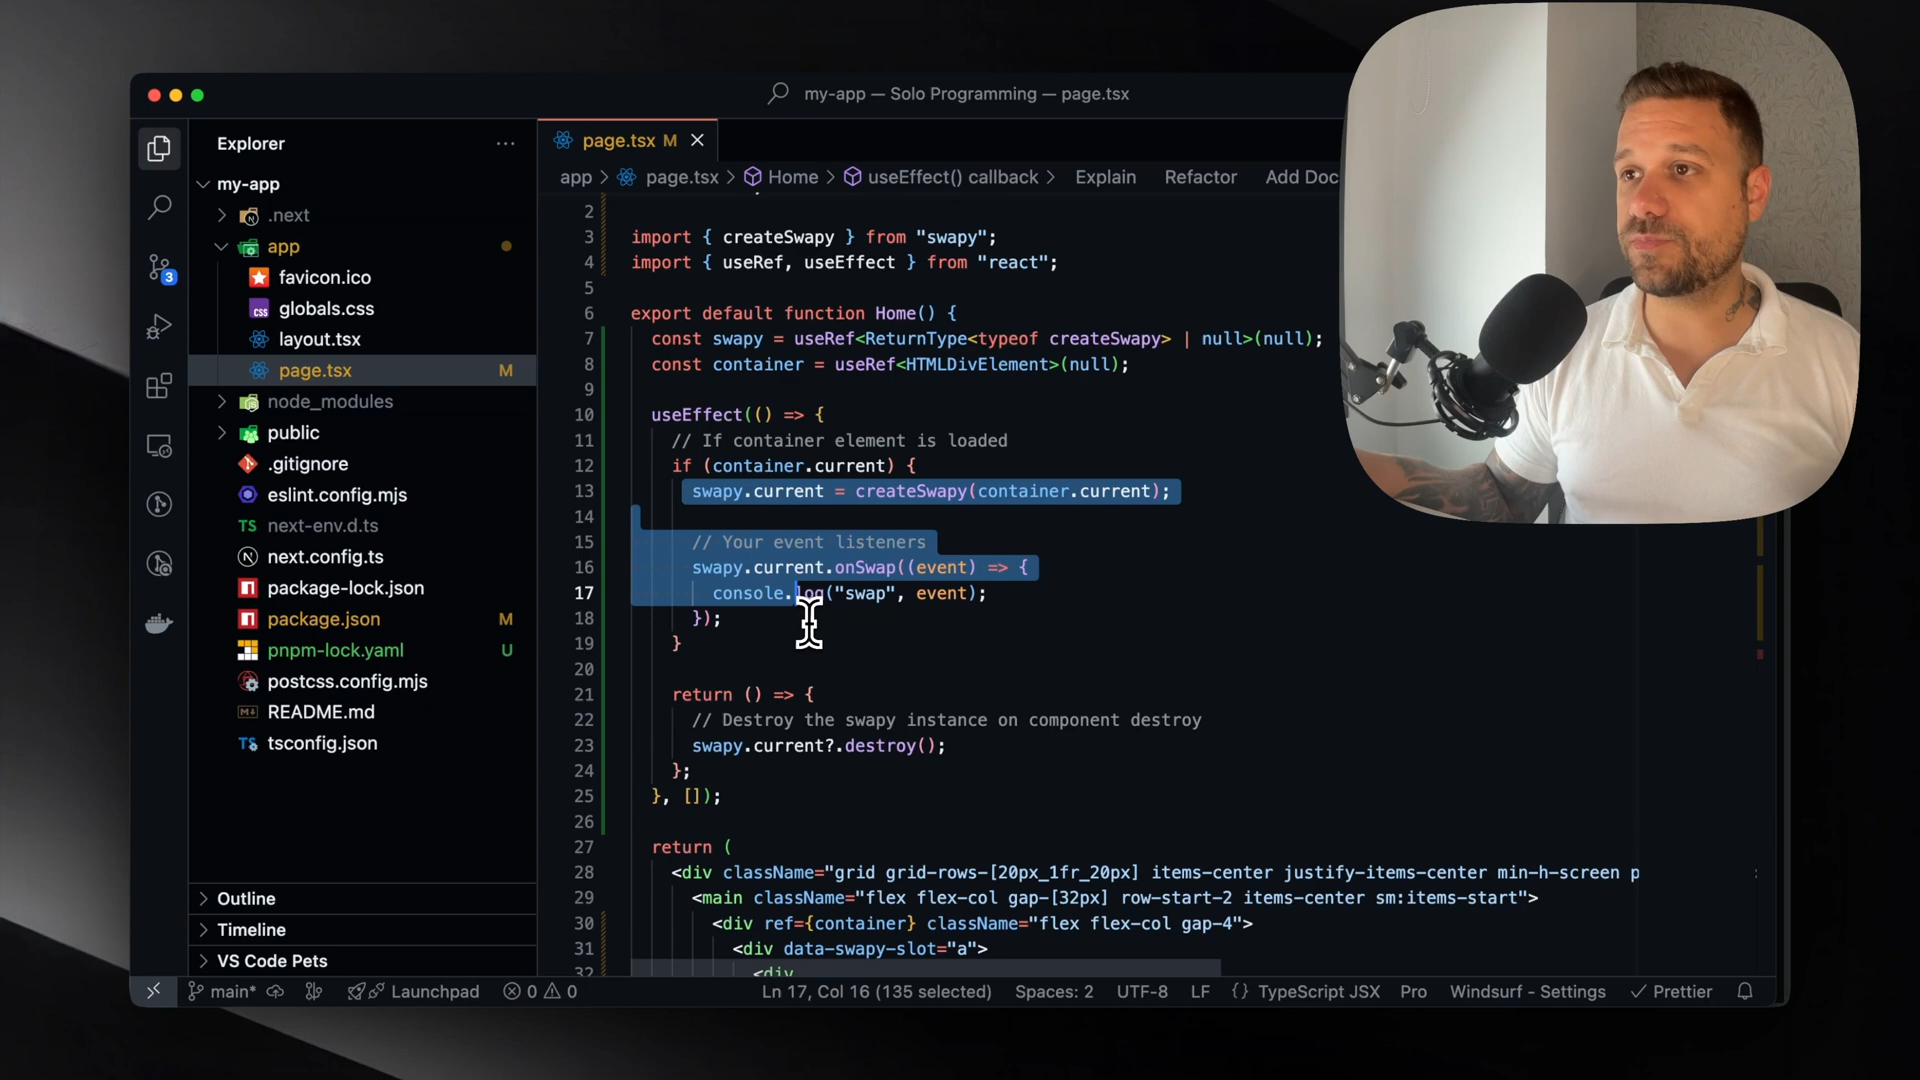 my-app — Solo Programming — page.tsx
Explorer
page.tsx M
app > page.tsx > Home > useEffect() callback > Explain Refactor Add Doc
my-app
.next
app
favicon.ico
globals.css
layout.tsx
page.tsx M
node_modules
public
.gitignore
eslint.config.mjs
TS next-env.d.ts
next.config.ts
package-lock.json
package.json M
pnpm-lock.yaml U
postcss.config.mjs
README.md
tsconfig.json
Outline
Timeline
VS Code Pets
3
2
3 import { createSwapy } from "swapy";
4 import { useRef, useEffect } from "react";
5
6 export default function Home() {
7 const swapy = useRef<ReturnType<typeof createSwapy> | null>(null);
8 const container = useRef<HTMLDivElement>(null);
9
10 useEffect(() => {
11 // If container element is loaded
12 if (container.current) {
13 swapy.current = createSwapy(container.current);
14
15 // Your event listeners
16 swapy.current.onSwap((event) => {
17 console.log("swap", event);
18 });
19 }
20
21 return () => {
22 // Destroy the swapy instance on component destroy
23 swapy.current?.destroy();
24 };
25 }, []);
26
27 return (
28 <div className="grid grid-rows-[20px_1fr_20px] items-center justify-items-center min-h-screen p
29 <main className="flex flex-col gap-[32px] row-start-2 items-center sm:items-start">
30 <div ref={container} className="flex flex-col gap-4">
31 <div data-swapy-slot="a">
32 <div
main* Launchpad 0 0 Ln 17, Col 16 (135 selected) Spaces: 2 UTF-8 LF {} TypeScript JSX Pro Windsurf - Settings Prettier